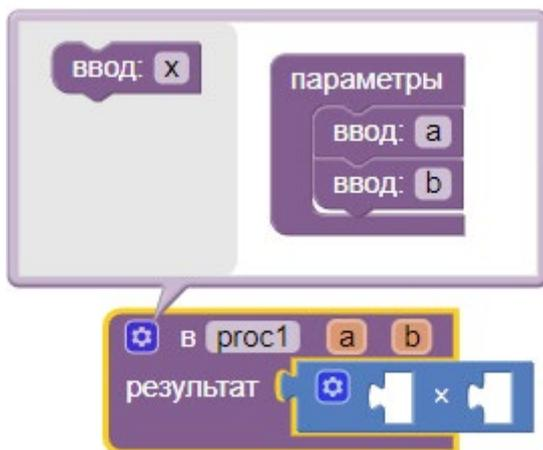 ввод: x
параметры
ввод: a
ввод: b
в proc1 a b
результат ×